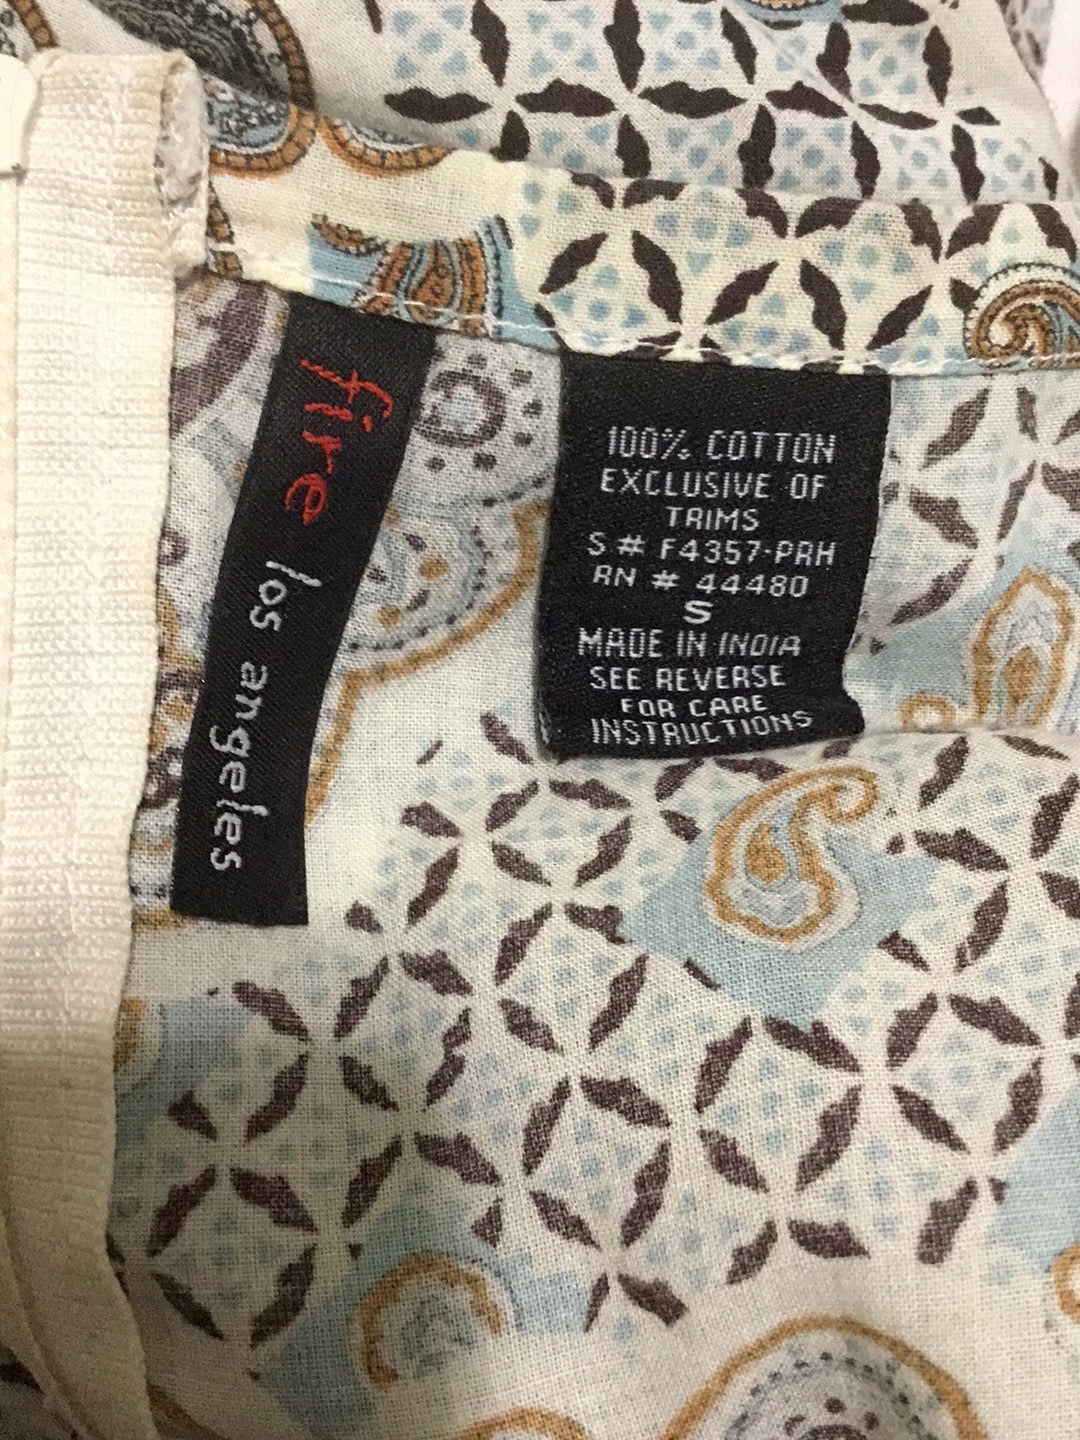 fire los angeles
100% COTTON
EXCLUSIVE OF
TRIMS
S # F4357-PRH
RN # 44480
S
MADE IN INDIA
SEE REVERSE
FOR CARE
INSTRUCTIONS